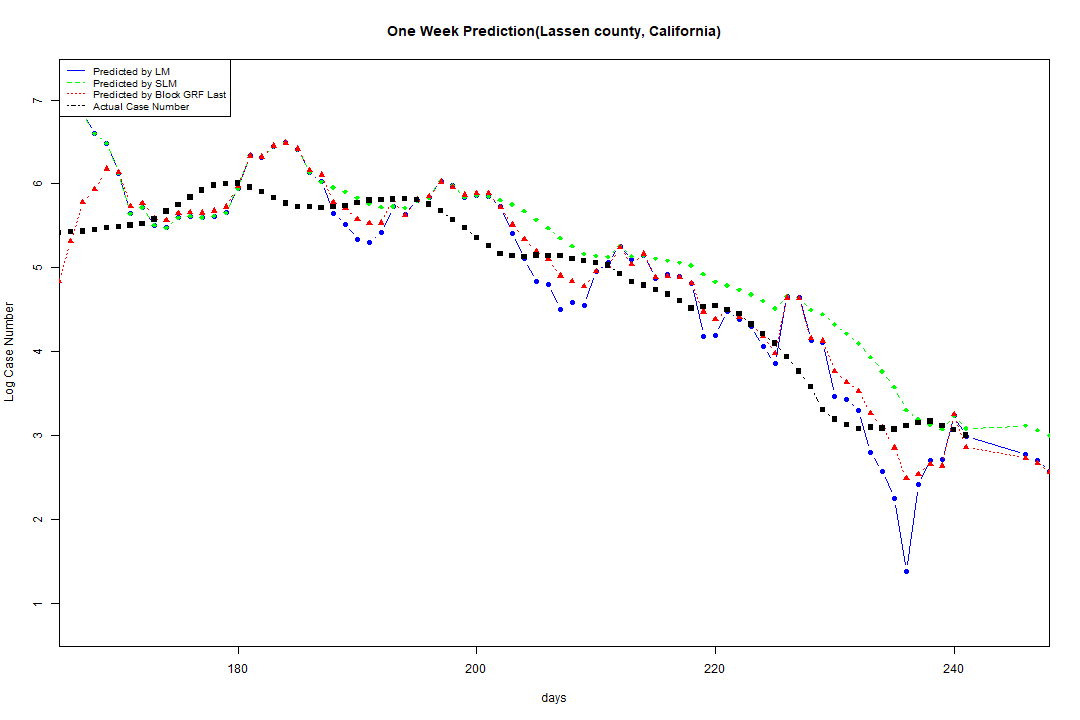 One Week Prediction(Lassen county, California)
Predicted by LM
Predicted by SLM
Predicted by Block GRF Last
Actual Case Number
7
6
5
4
3
2
1
Log Case Number
180 200 220 240
days